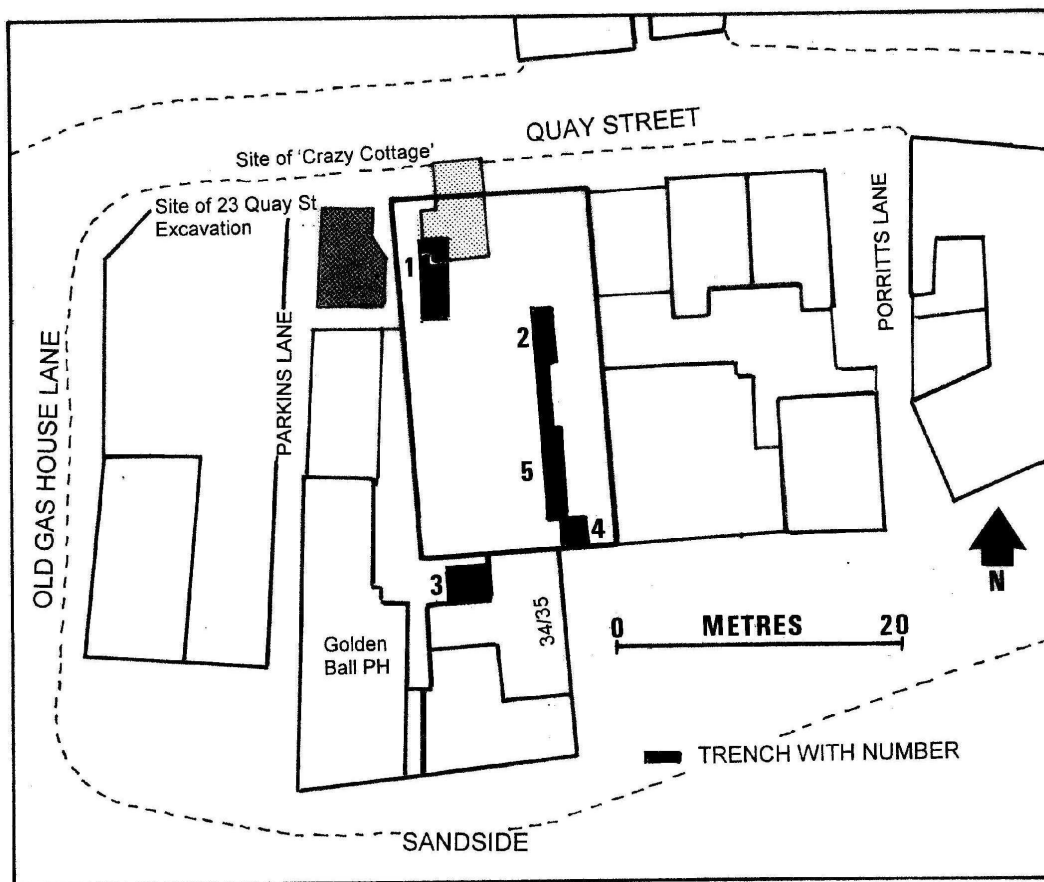 QUAY STREET
Site of 'Crazy Cottage'
Site of 23 Quay St
Excavation
1
2
5
4
3
OLD GAS HOUSE LANE
PARKINS LANE
PORRITTS LANE
Golden
Ball PH
34/35
N
0 METRES 20
TRENCH WITH NUMBER
SANDSIDE